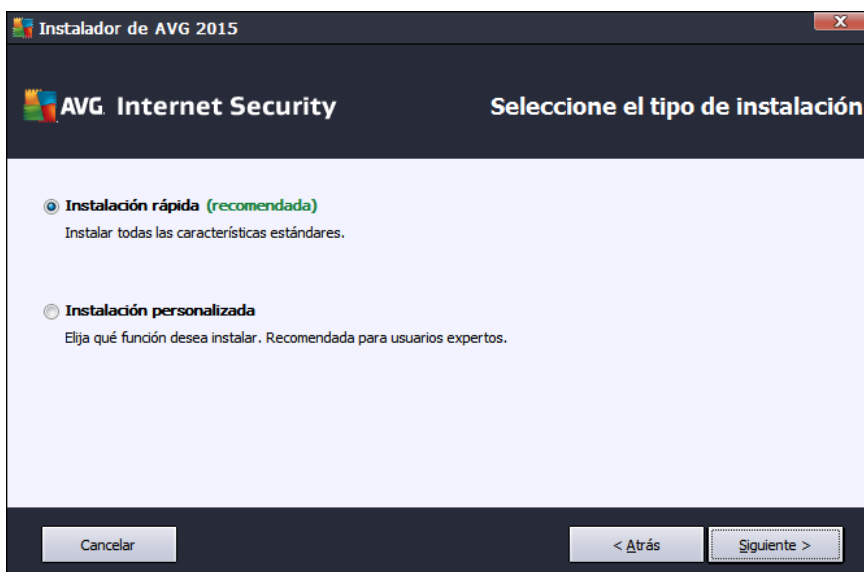 Instalador de AVG 2015
X
AVG Internet Security
Seleccione el tipo de instalación
Instalación rápida (recomendada)
Instalar todas las características estándares.
Instalación personalizada
Elija qué función desea instalar. Recomendada para usuarios expertos.
Cancelar
< Atrás
Siguiente >